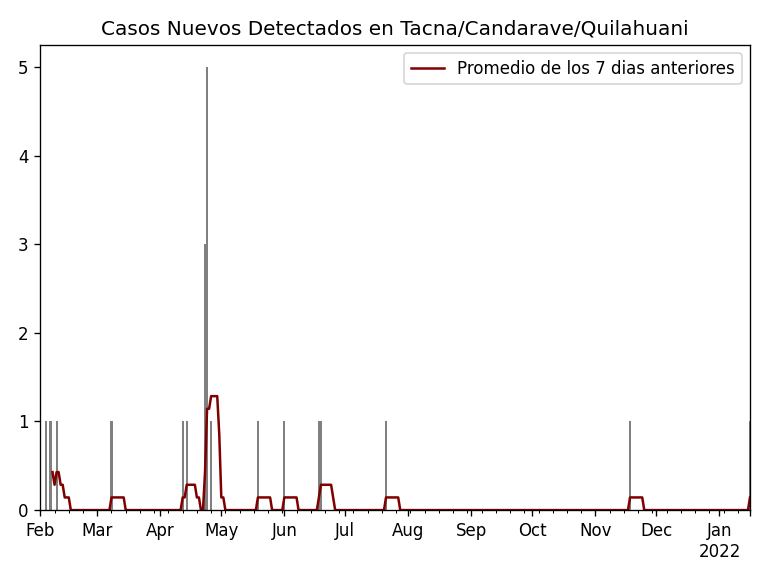 Casos Nuevos Detectados en Tacna/Candarave/Quilahuani
Promedio de los 7 dias anteriores
5
4
3
2
1
0
Feb Mar Apr May Jun Jul Aug Sep Oct Nov Dec Jan
2022